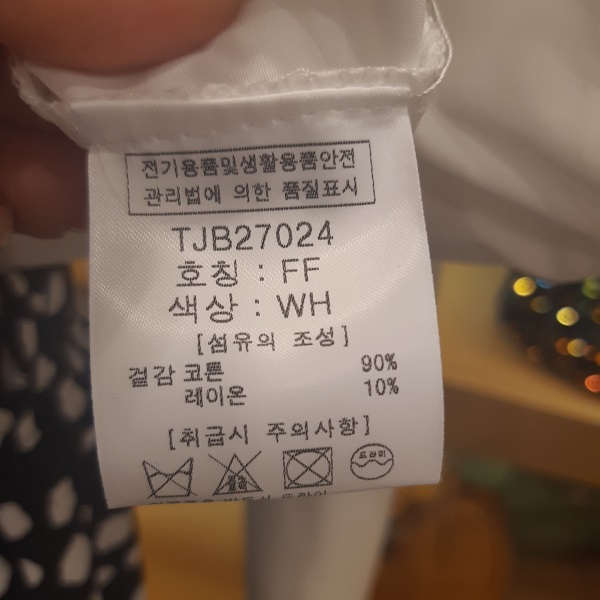 전기용품및생활용품안전
관리법에 의한 품질표시
TJB27024
호칭 : FF
색상 : WH
[섬유의 조성]
겉감 코튼 90%
레이온 10%
[취급시 주의사항]
드라이